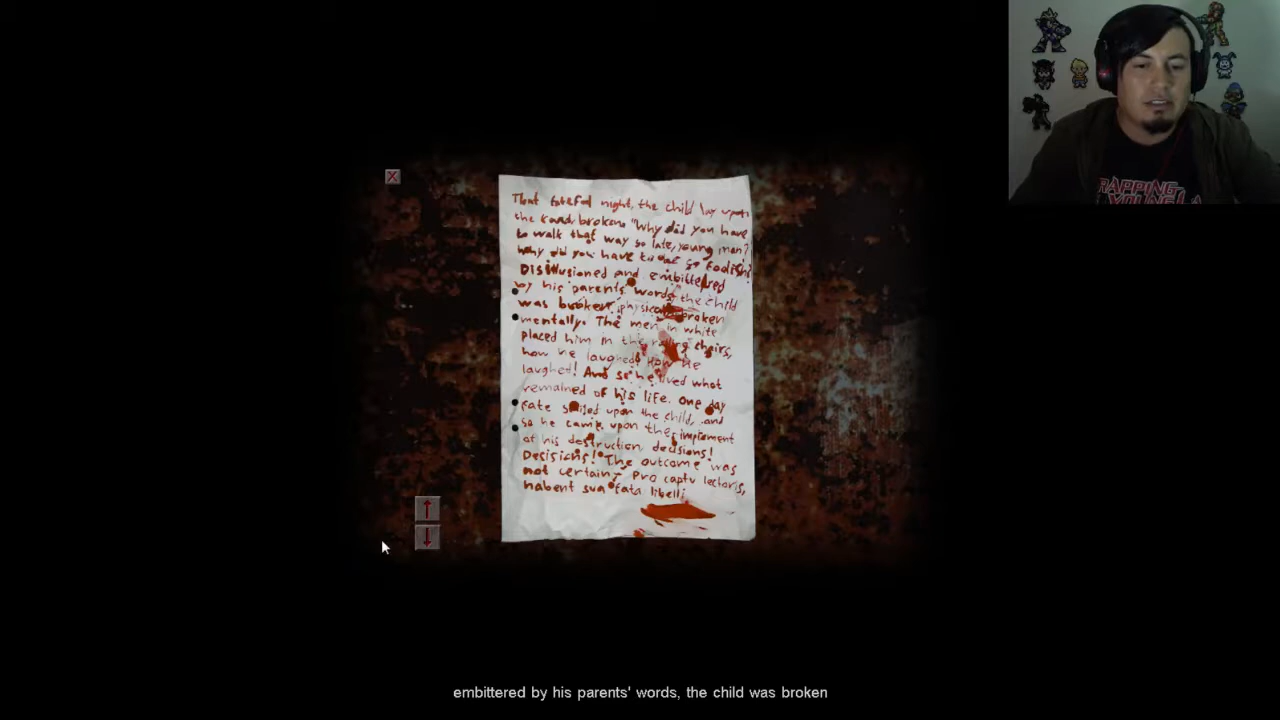 That fateful night, the child lay upon
the road, broken. "Why did you have
to walk that way so late, young man?
Why did you have to be so foolish?
Disillusioned and embittered
by his parents' words, the child
was broken, physically broken
mentally. The men in white
placed him in the rolling chairs,
how he laughed! How he
laughed! And so he lived what
remained of his life. One day
fate smiled upon the child, and
so he came upon the implement
of his destruction, decisions!
Desisions! The outcome was
not certain, pro captu lectoris,
habent sua fata libelli
embittered by his parents' words, the child was broken
RAPPING
YOUNG
X